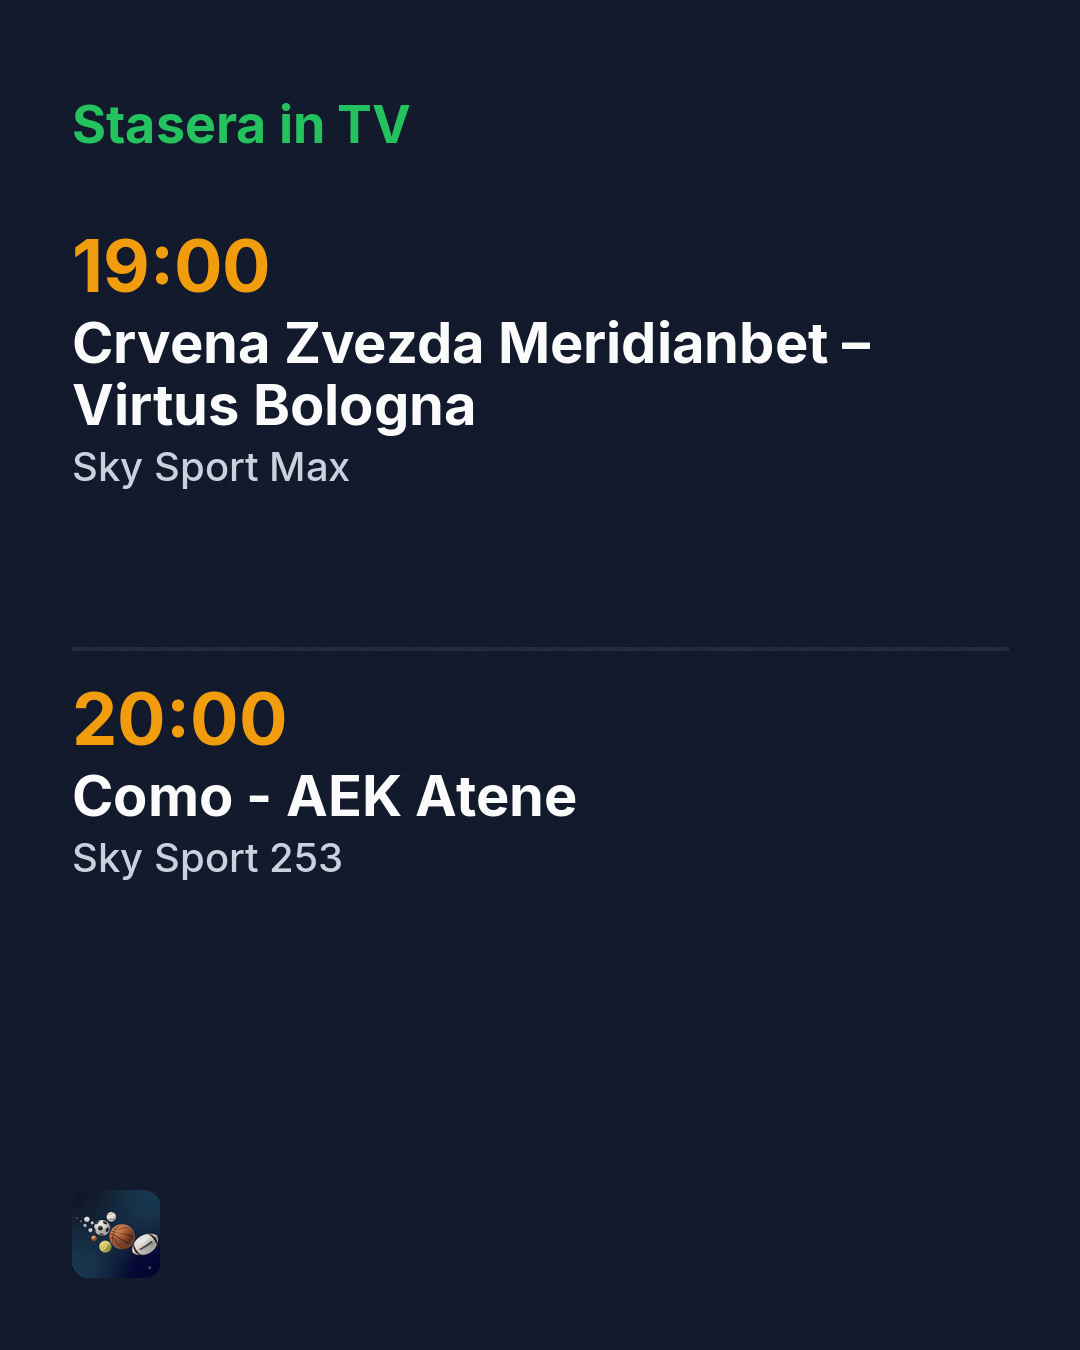 Stasera in TV
19:00
Crvena Zvezda Meridianbet –
Virtus Bologna
Sky Sport Max
20:00
Como - AEK Atene
Sky Sport 253